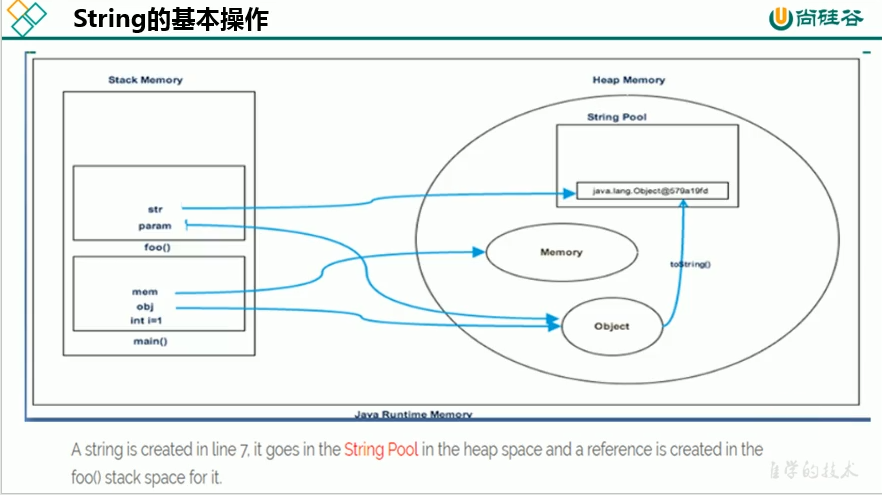 String的基本操作
尚硅谷
Stack Memory
Heap Memory
String Pool
java.lang.Object@579a19fd
str
param
foo()
Memory
toString()
mem
obj
int i=1
Object
main()
Java Runtime Memory
A string is created in line 7, it goes in the String Pool in the heap space and a reference is created in the
foo() stack space for it.
自学的技术